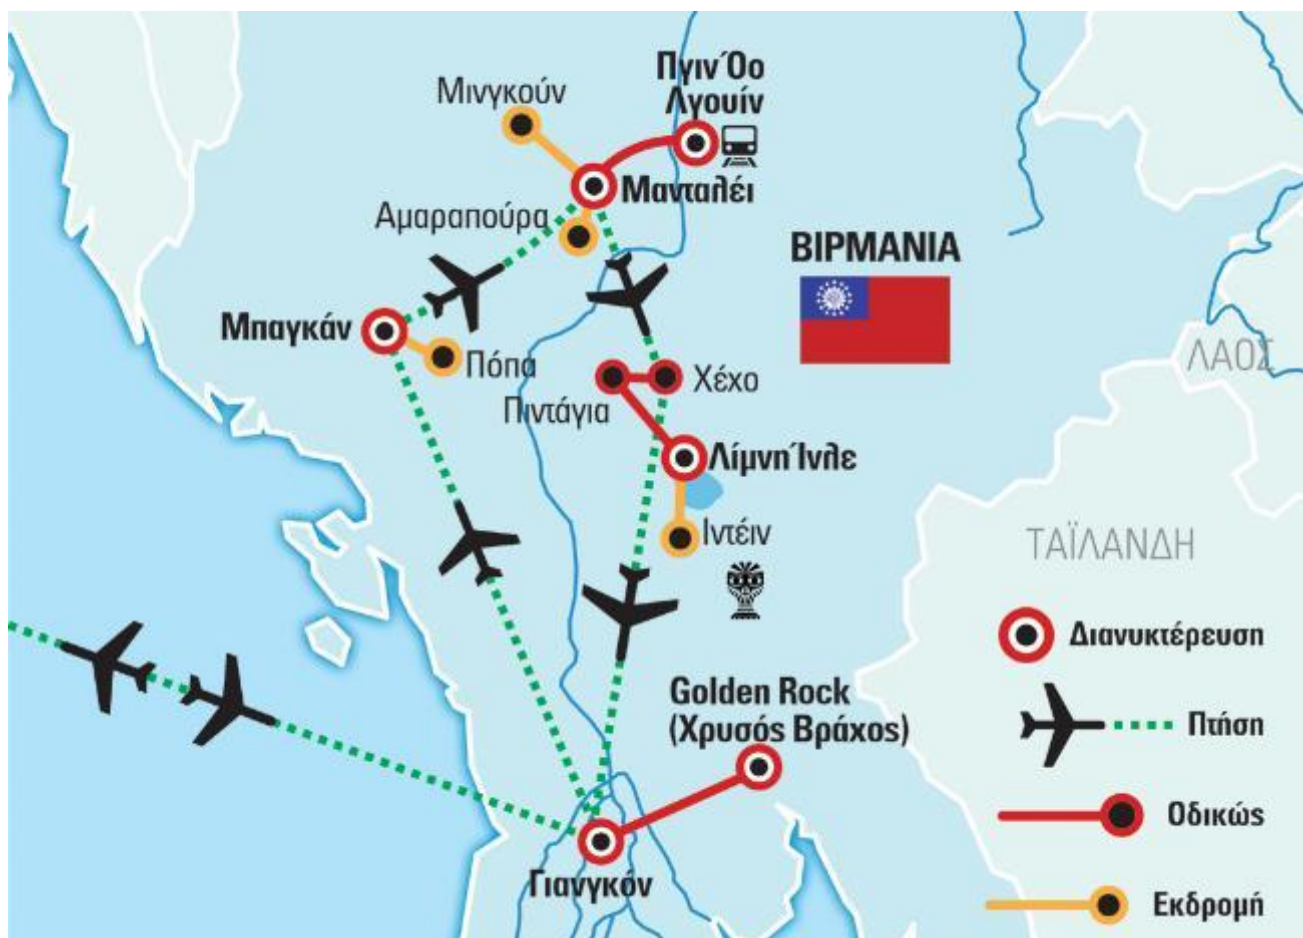 Πγιν Όο
Λγουίν
Μινγκούν
Μανταλέι
Αμαραπούρα
ΒΙΡΜΑΝΙΑ
Μπαγκάν
Πόπα
Χέχο
ΛΑΟΣ
Πιντάγια
Λίμνη Ίνλε
Ιντέιν
ΤΑΪΛΑΝΔΗ
Διανυκτέρευση
Golden Rock
(Χρυσός Βράχος)
Πτήση
Οδικώς
Γιανγκόν
Εκδρομή